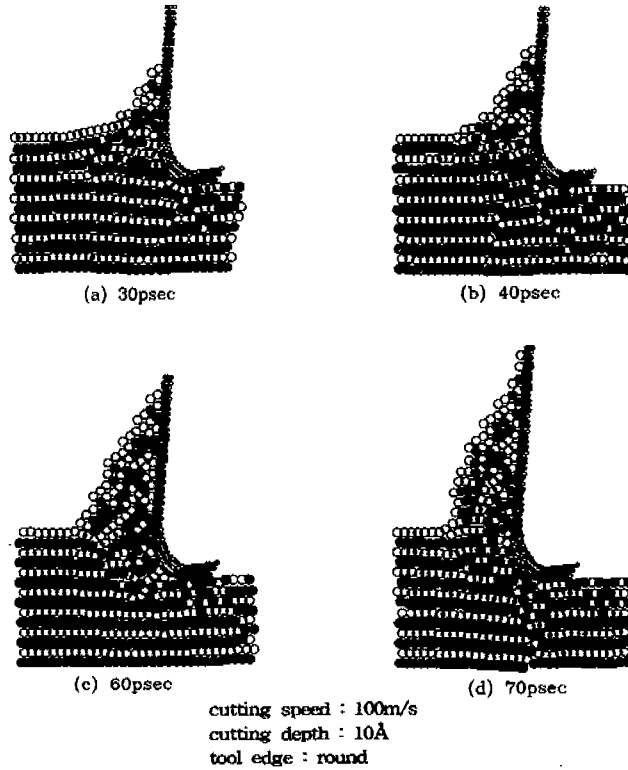 (a) 30psec
(b) 40psec
(c) 60psec
(d) 70psec
cutting speed : 100m/s
cutting depth : 10Å
tool edge : round